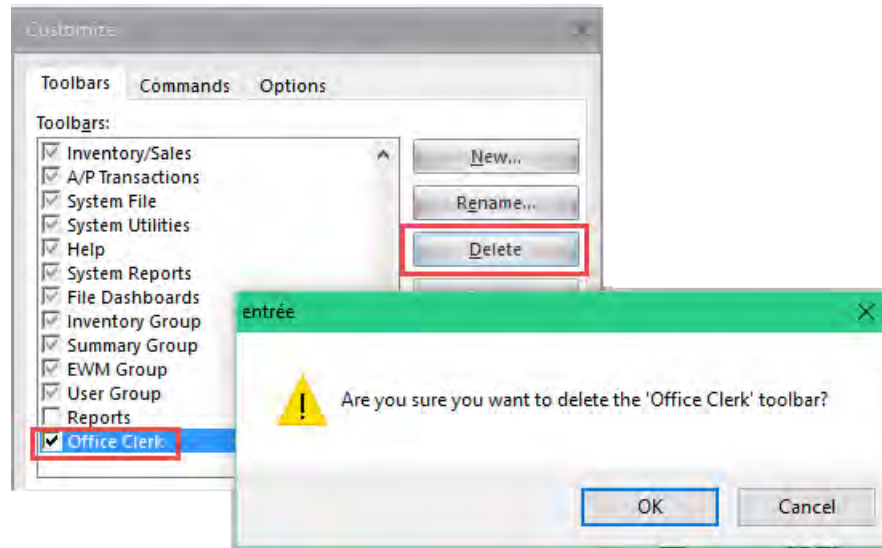 Customize
Toolbars Commands Options
Toolbars:
Inventory/Sales
A/P Transactions
System File
System Utilities
Help
System Reports
File Dashboards
Inventory Group
Summary Group
EWM Group
User Group
Reports
Office Clerk
New...
Rename...
Delete
entrée
Are you sure you want to delete the 'Office Clerk' toolbar?
OK Cancel